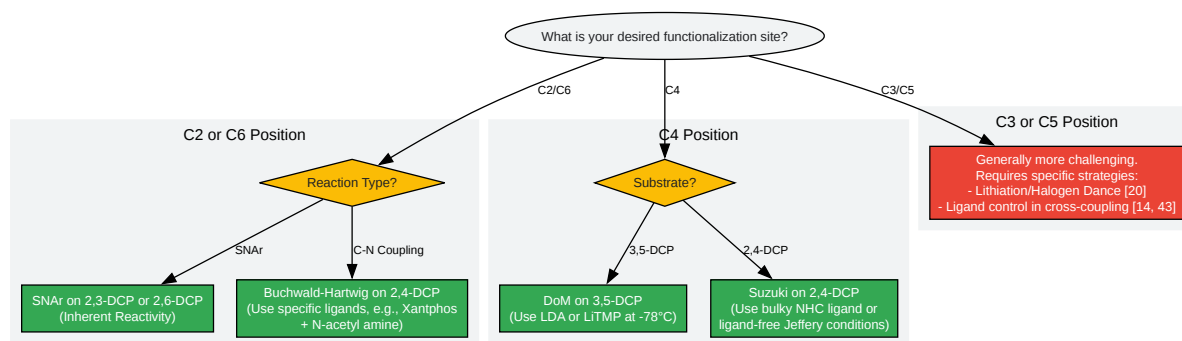 What is your desired functionalization site?
C2/C6
C4
C3/C5
C2 or C6 Position
C4 Position
C3 or C5 Position
Reaction Type?
Substrate?
Generally more challenging.
Requires specific strategies:
- Lithiation/Halogen Dance [20]
- Ligand control in cross-coupling [14, 43]
SNAr
C-N Coupling
3,5-DCP
2,4-DCP
SNAr on 2,3-DCP or 2,6-DCP
(Inherent Reactivity)
Buchwald-Hartwig on 2,4-DCP
(Use specific ligands, e.g., Xantphos
+ N-acetyl amine)
DoM on 3,5-DCP
(Use LDA or LiTMP at -78°C)
Suzuki on 2,4-DCP
(Use bulky NHC ligand or
ligand-free Jeffery conditions)